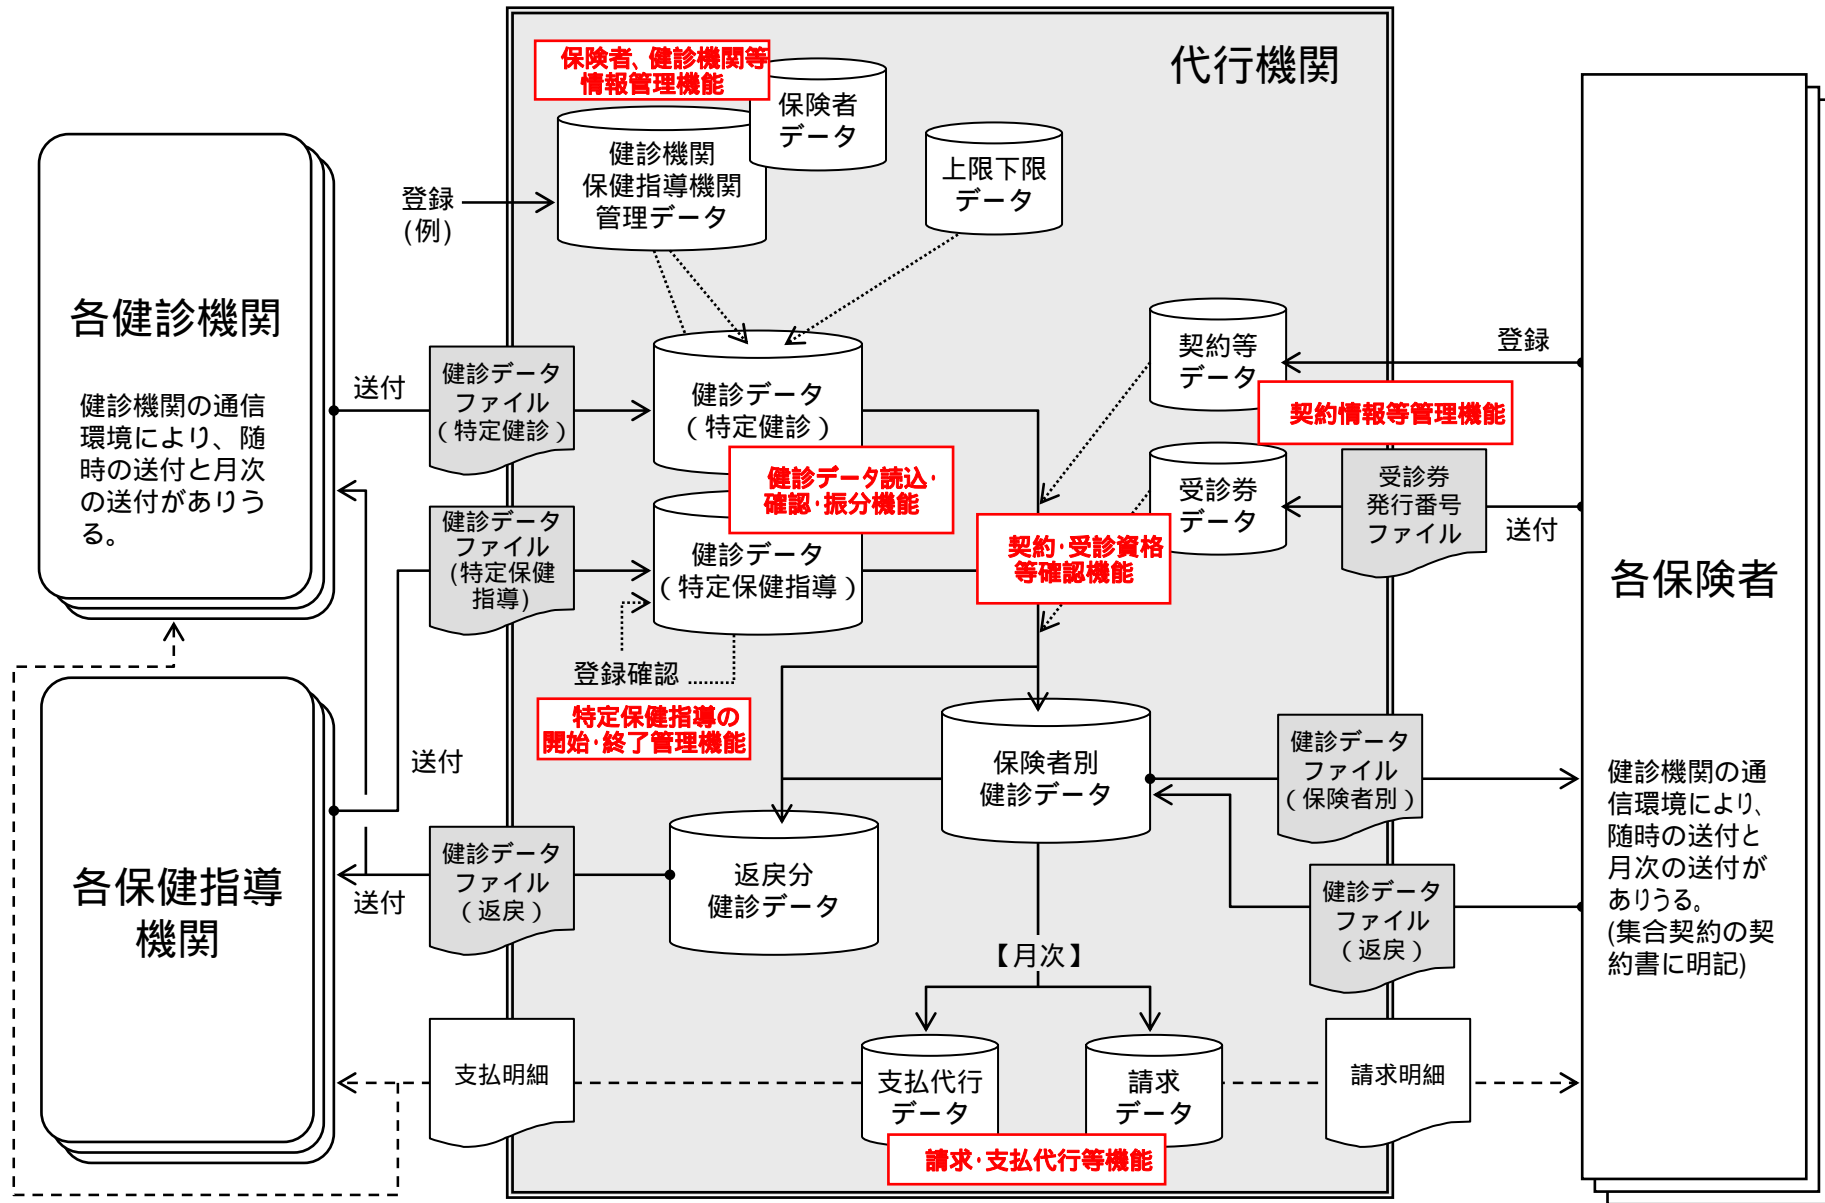 代行機関
保険者、健診機関等
情報管理機能
保険者
データ
健診機関
保健指導機関
管理データ
上限下限
データ
登録
(例)
各健診機関
健診機関の通信
環境により、随
時の送付と月次
の送付がありう
る。
送付
健診データ
ファイル
(特定健診)
健診データ
(特定健診)
契約等
データ
登録
契約情報等管理機能
健診データ読込・
確認・振分機能
受診券
データ
受診券
発行番号
ファイル
送付
健診データ
ファイル
(特定保健
指導)
健診データ
(特定保健指導)
契約・受診資格
等確認機能
各保険者
登録確認
特定保健指導の
開始・終了管理機能
送付
保険者別
健診データ
健診データ
ファイル
(保険者別)
健診機関の通
信環境により、
随時の送付と
月次の送付が
ありうる。
(集合契約の契
約書に明記)
各保健指導
機関
送付
健診データ
ファイル
(返戻)
返戻分
健診データ
健診データ
ファイル
(返戻)
【月次】
支払明細
支払代行
データ
請求
データ
請求明細
請求・支払代行等機能